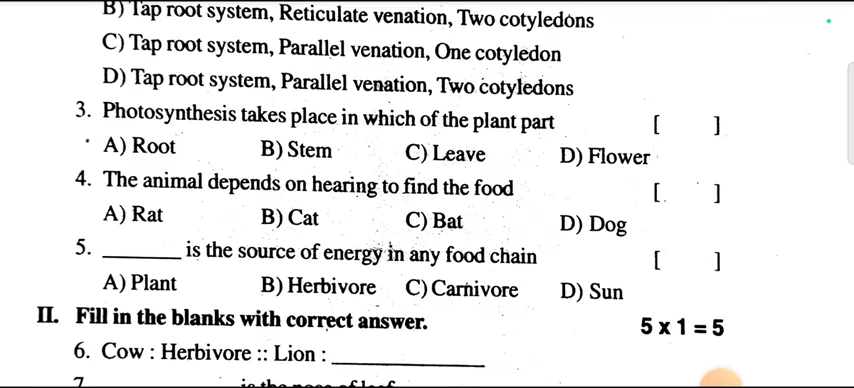 B) Tap root system, Reticulate venation, Two cotyledons
C) Tap root system, Parallel venation, One cotyledon
D) Tap root system, Parallel venation, Two cotyledons
3. Photosynthesis takes place in which of the plant part [ ]
A) Root B) Stem C) Leave D) Flower
4. The animal depends on hearing to find the food [ ]
A) Rat B) Cat C) Bat D) Dog
5. ________ is the source of energy in any food chain [ ]
A) Plant B) Herbivore C) Carnivore D) Sun
II. Fill in the blanks with correct answer. 5 x 1 = 5
6. Cow : Herbivore :: Lion : ________________
7.